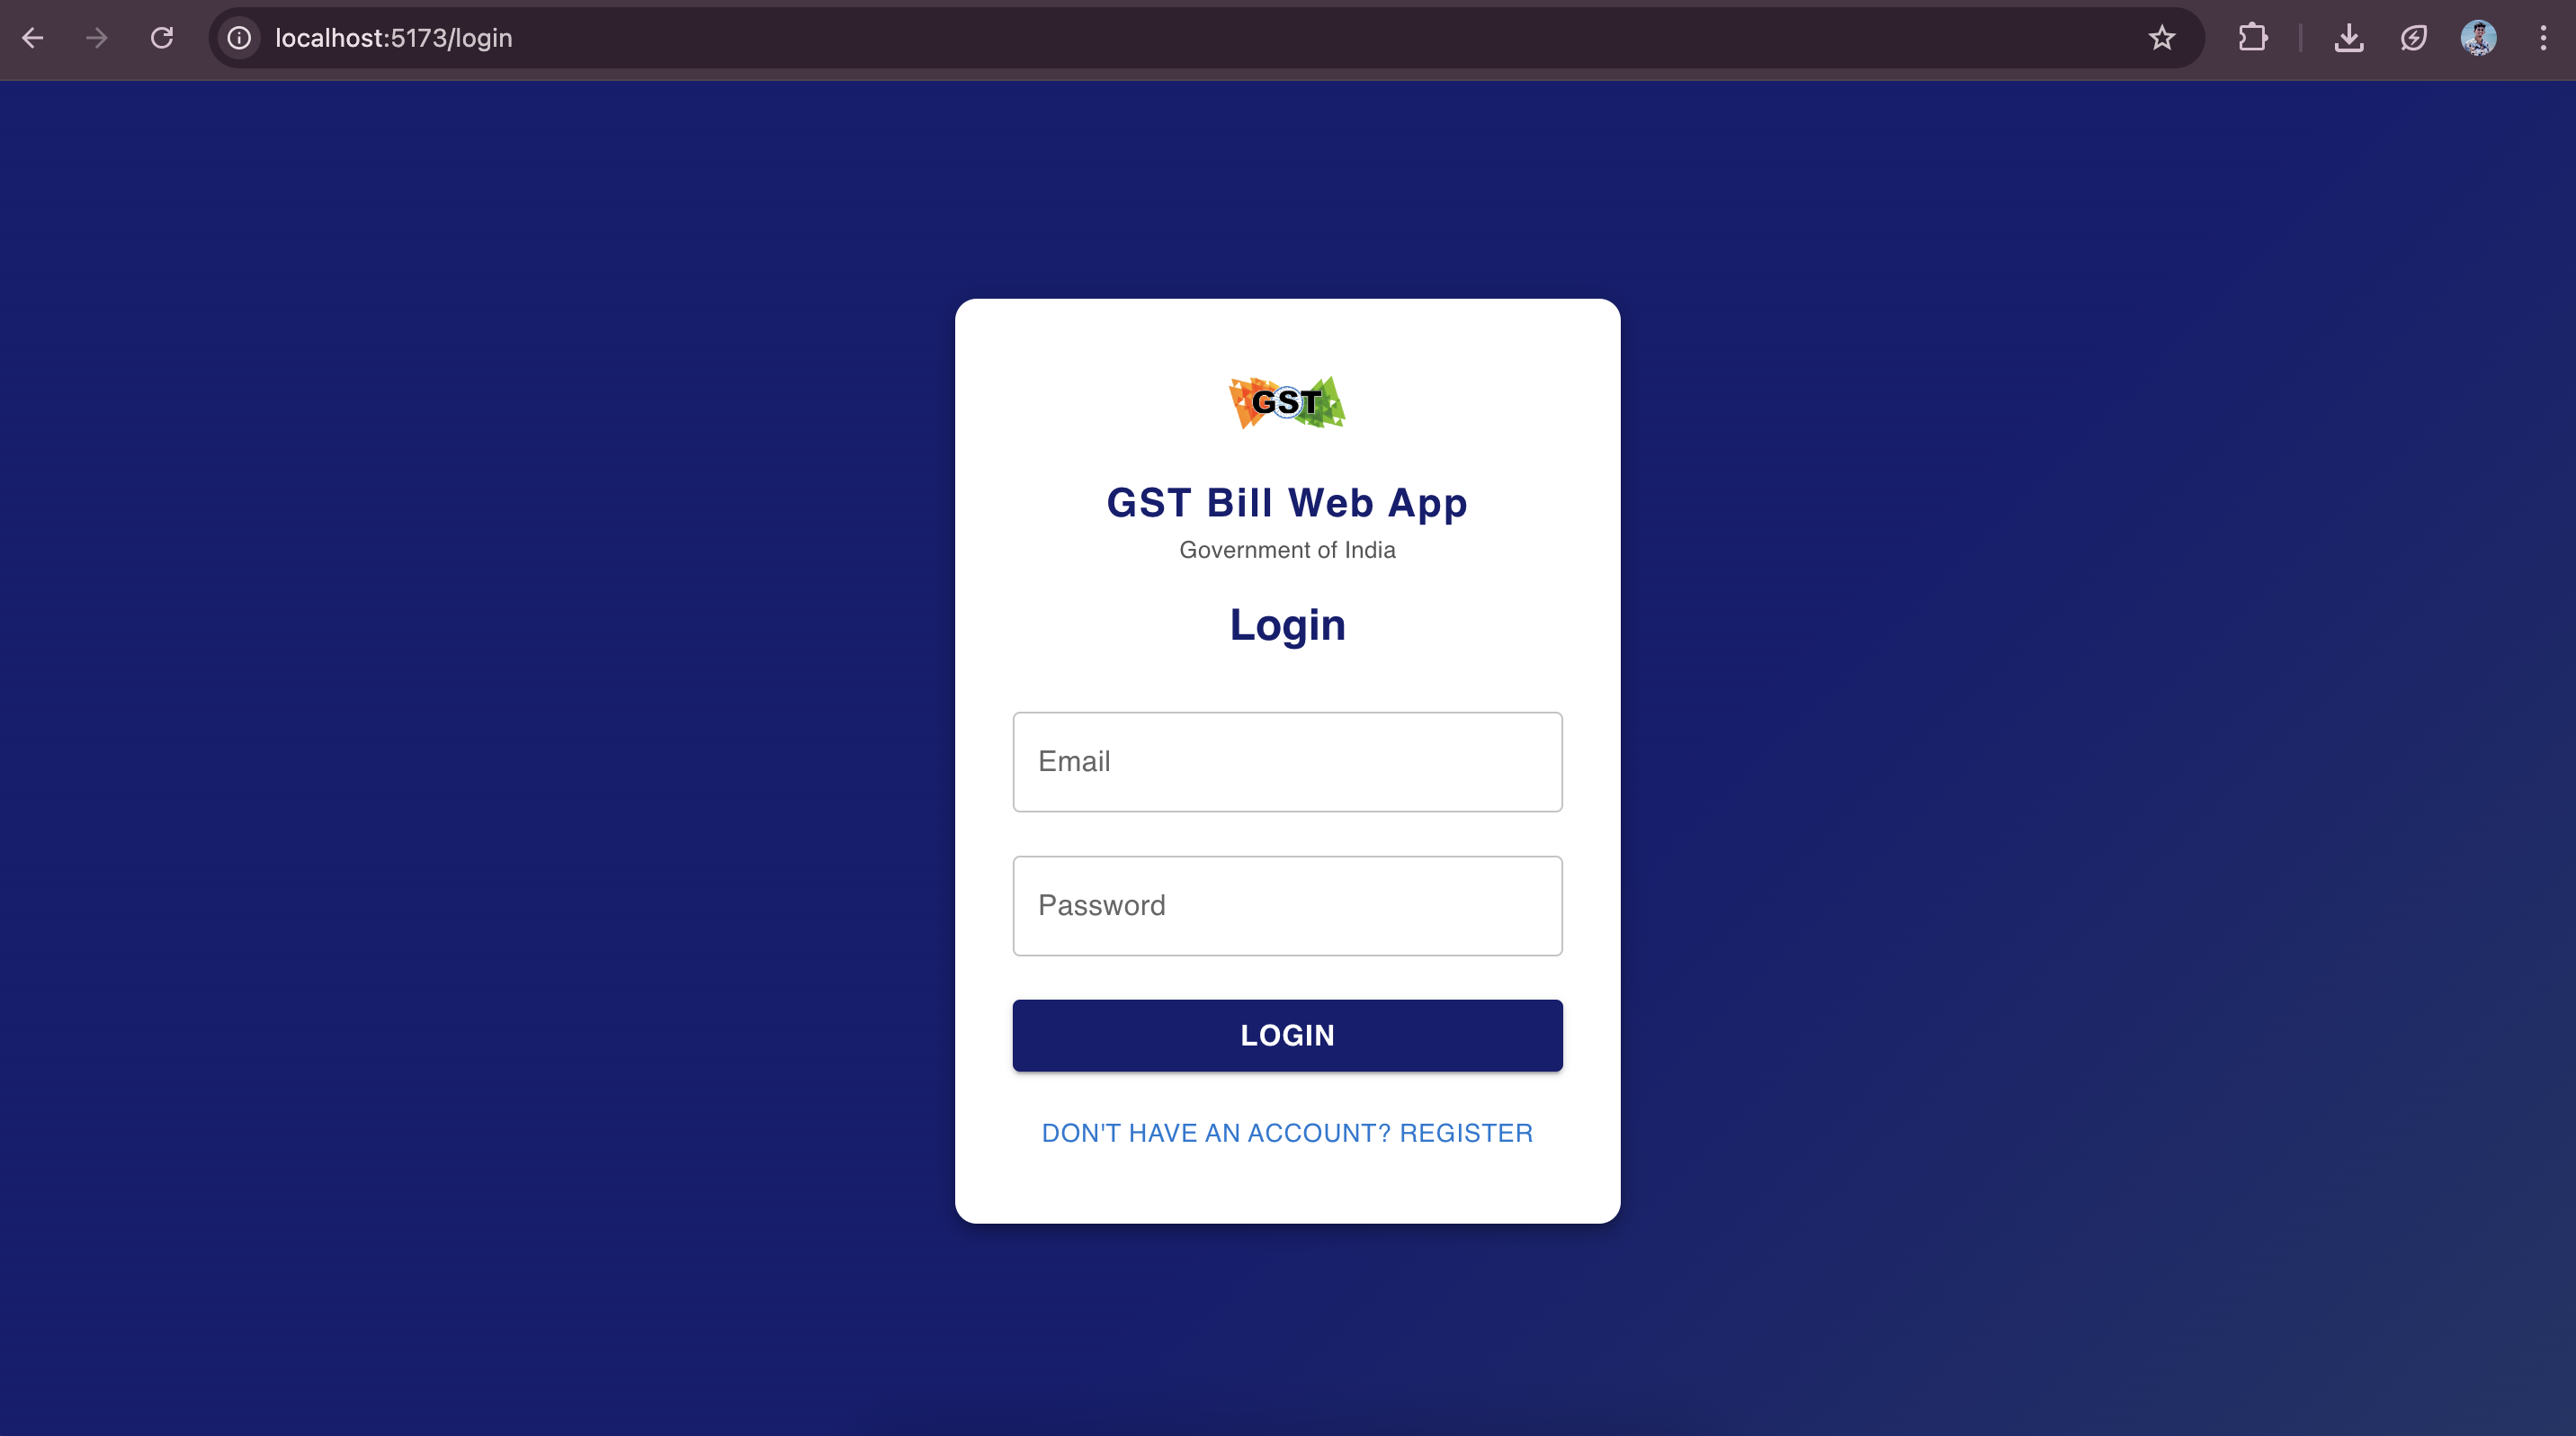 localhost:5173/login
GST
GST Bill Web App
Government of India
Login
Email
Password
LOGIN
DON'T HAVE AN ACCOUNT? REGISTER